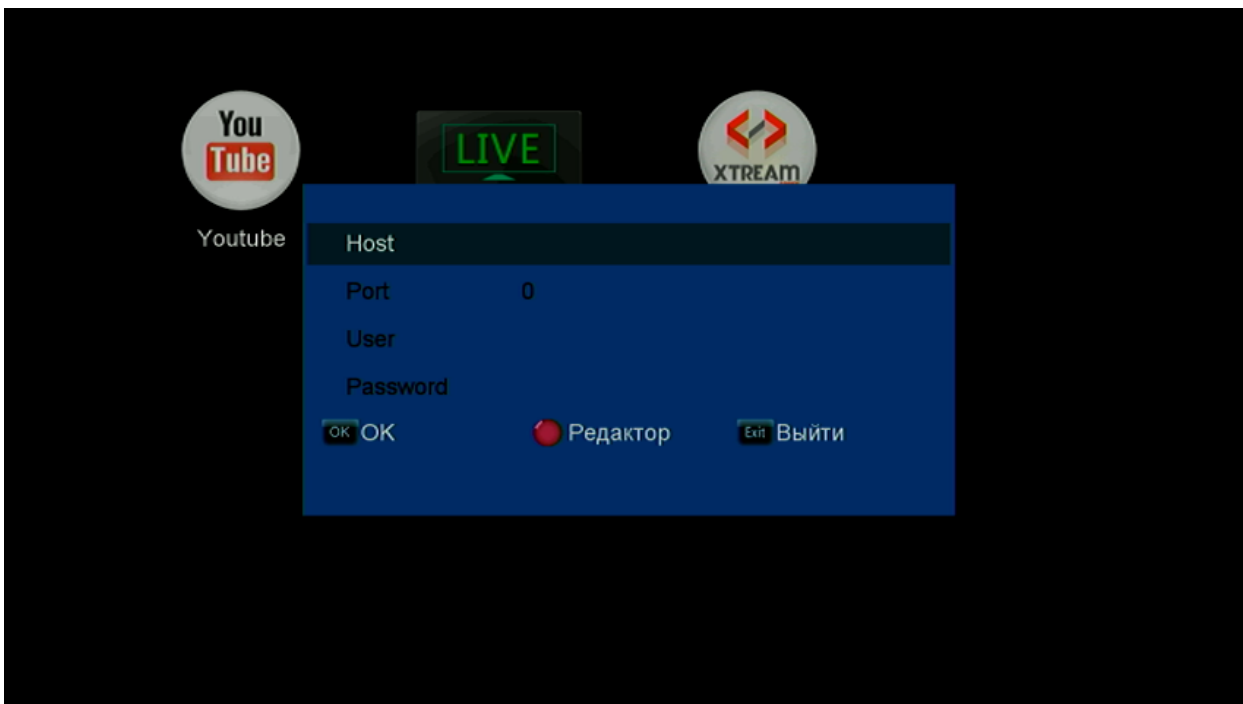 You
Tube
LIVE
XTREAM
Youtube
Host
Port 0
User
Password
OK OK Редактор Exit Выйти